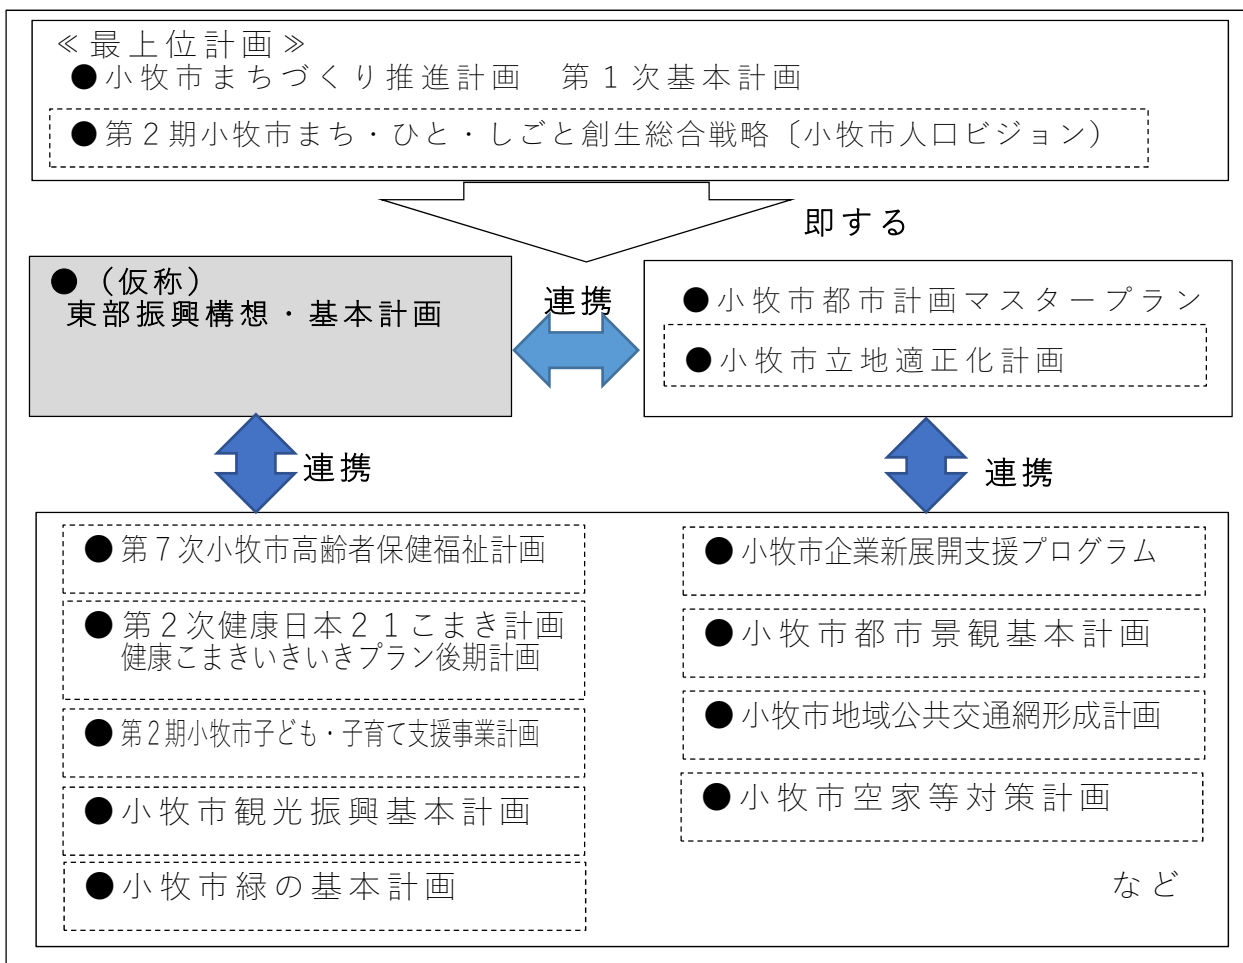 ≪最上位計画≫
●小牧市まちづくり推進計画　第１次基本計画
●第２期小牧市まち・ひと・しごと創生総合戦略〔小牧市人口ビジョン）
即する
●（仮称）
東部振興構想・基本計画
連携
●小牧市都市計画マスタープラン
●小牧市立地適正化計画
連携
連携
●第７次小牧市高齢者保健福祉計画
●第２次健康日本２１こまき計画
健康こまきいきいきプラン後期計画
●第２期小牧市子ども・子育て支援事業計画
●小牧市観光振興基本計画
●小牧市緑の基本計画
●小牧市企業新展開支援プログラム
●小牧市都市景観基本計画
●小牧市地域公共交通網形成計画
●小牧市空家等対策計画
など